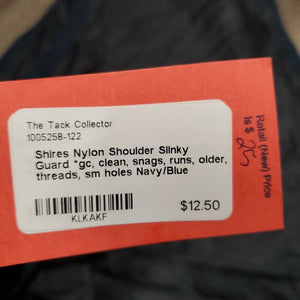 The Tack Collector
1005258-122
Shires Nylon Shoulder Slinky
Guard *gc, clean, snags, runs, older,
threads, sm holes Navy/Blue
KLKAKF
$12.50
Retail (New) Price
is $ 25